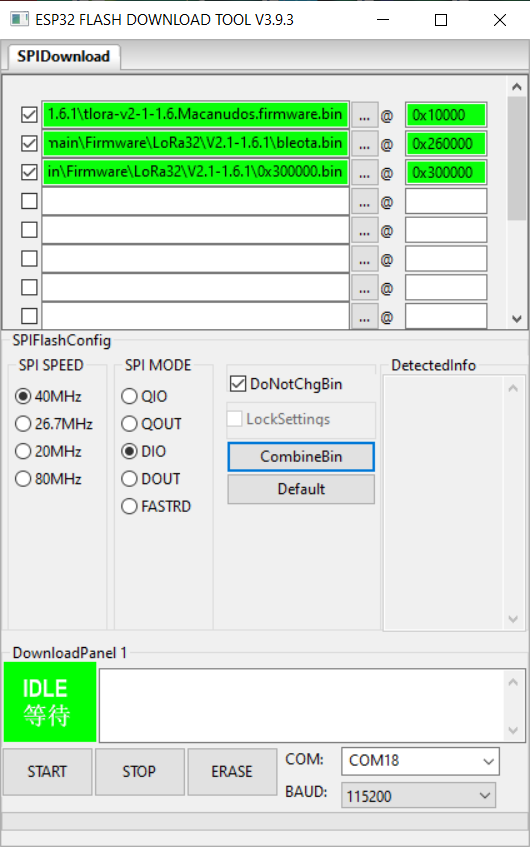 ESP32 FLASH DOWNLOAD TOOL V3.9.3
SPIDownload
1.6.1\tlora-v2-1-1.6.Macanudos.firmware.bin ... @ 0x10000
main\Firmware\LoRa32\V2.1-1.6.1\bleota.bin ... @ 0x260000
in\Firmware\LoRa32\V2.1-1.6.1\0x300000.bin ... @ 0x300000
... @
... @
... @
... @
... @
SPIFlashConfig
SPI SPEED
40MHz
26.7MHz
20MHz
80MHz
SPI MODE
QIO
QOUT
DIO
DOUT
FASTRD
DoNotChgBin
LockSettings
CombineBin
Default
DetectedInfo
DownloadPanel 1
IDLE
等待
START
STOP
ERASE
COM: COM18
BAUD: 115200